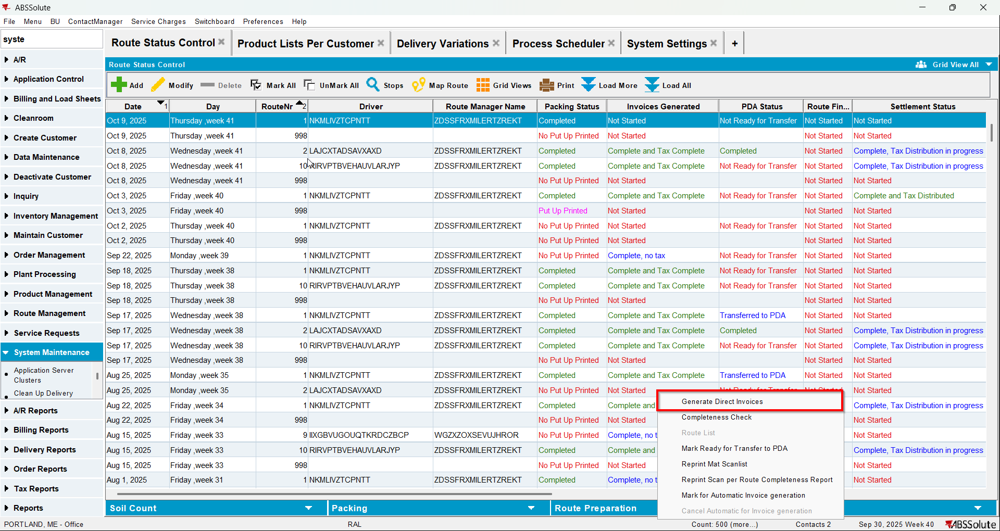 ABSSolute
File Menu BU ContactManager Service Charges Switchboard Preferences Help
syste
Route Status Control Product Lists Per Customer Delivery Variations Process Scheduler System Settings +
Route Status Control Grid View All
Add Modify Delete Mark All UnMark All Stops Map Route Grid Views Print Load More Load All
Date 1 Day RouteNr 2 Driver Route Manager Name Packing Status Invoices Generated PDA Status Route Fin... Settlement Status
Oct 9, 2025 Thursday ,week 41 1 NKMLIVZTCPNTT ZDSSFRXMILERTZREKT Completed Not Started Not Ready for Transfer Not Started Not Started
Oct 9, 2025 Thursday ,week 41 998 No Put Up Printed Not Started Not Started Not Started
Oct 8, 2025 Wednesday ,week 41 2 LAJCXTADSAVXAXD ZDSSFRXMILERTZREKT Completed Complete and Tax Complete Completed Not Started Complete, Tax Distribution in progress
Oct 8, 2025 Wednesday ,week 41 10 RIRVPTBVEHAUVLARJYP ZDSSFRXMILERTZREKT Completed Complete and Tax Complete Not Ready for Transfer Not Started Complete, Tax Distribution in progress
Oct 8, 2025 Wednesday ,week 41 998 No Put Up Printed Not Started Not Started Not Started
Oct 3, 2025 Friday ,week 40 1 NKMLIVZTCPNTT ZDSSFRXMILERTZREKT Completed Complete and Tax Complete Not Ready for Transfer Not Started Complete and Tax Distributed
Oct 3, 2025 Friday ,week 40 998 Put Up Printed Not Started Not Started Not Started
Oct 2, 2025 Thursday ,week 40 1 NKMLIVZTCPNTT ZDSSFRXMILERTZREKT No Put Up Printed Not Started Not Ready for Transfer Not Started Not Started
Oct 2, 2025 Thursday ,week 40 998 No Put Up Printed Not Started Not Started Not Started
Sep 22, 2025 Monday ,week 39 1 NKMLIVZTCPNTT ZDSSFRXMILERTZREKT No Put Up Printed Complete, no tax Not Ready for Transfer Not Started Not Started
Sep 18, 2025 Thursday ,week 38 1 NKMLIVZTCPNTT ZDSSFRXMILERTZREKT Completed Complete and Tax Complete Not Ready for Transfer Not Started Not Started
Sep 18, 2025 Thursday ,week 38 10 RIRVPTBVEHAUVLARJYP ZDSSFRXMILERTZREKT Completed Complete and Tax Complete Not Ready for Transfer Not Started Not Started
Sep 18, 2025 Thursday ,week 38 998 No Put Up Printed Not Started Not Started Not Started
Sep 17, 2025 Wednesday ,week 38 1 NKMLIVZTCPNTT ZDSSFRXMILERTZREKT Completed Complete and Tax Complete Transferred to PDA Not Started Not Started
Sep 17, 2025 Wednesday ,week 38 2 LAJCXTADSAVXAXD ZDSSFRXMILERTZREKT Completed Complete and Tax Complete Completed Not Started Complete, Tax Distribution in progress
Sep 17, 2025 Wednesday ,week 38 10 RIRVPTBVEHAUVLARJYP ZDSSFRXMILERTZREKT Completed Complete and Tax Complete Not Ready for Transfer Not Started Complete, Tax Distribution in progress
Sep 17, 2025 Wednesday ,week 38 998 No Put Up Printed Not Started Not Started Not Started
Aug 25, 2025 Monday ,week 35 1 NKMLIVZTCPNTT ZDSSFRXMILERTZREKT Completed Complete and Tax Complete Transferred to PDA Not Started Not Started
Aug 25, 2025 Monday ,week 35 2 LAJCXTADSAVXAXD ZDSSFRXMILERTZREKT No Put Up Printed Not Started Not Ready for Transfer Not Started Not Started
Aug 22, 2025 Friday ,week 34 1 NKMLIVZTCPNTT ZDSSFRXMILERTZREKT Completed Complete and Complete, Tax Distribution in progress
Aug 22, 2025 Friday ,week 34 998 No Put Up Printed Not Started Not Started
Aug 15, 2025 Friday ,week 33 9 IIXGBVUGOUQTKRDCZBCP WGZXZOXSEVUJHROR No Put Up Printed Complete, no t Not Started
Aug 15, 2025 Friday ,week 33 10 RIRVPTBVEHAUVLARJYP ZDSSFRXMILERTZREKT Completed Complete and Complete, Tax Distribution in progress
Aug 15, 2025 Friday ,week 33 998 No Put Up Printed Not Started Not Started
Aug 1, 2025 Friday ,week 31 1 NKMLIVZTCPNTT ZDSSFRXMILERTZREKT Completed Complete, no t Not Started
Generate Direct Invoices
Completeness Check
Route List
Mark Ready for Transfer to PDA
Reprint Mat Scanlist
Reprint Scan per Route Completeness Report
Mark for Automatic Invoice generation
Cancel Automatic for Invoice generation
A/R
Application Control
Billing and Load Sheets
Cleanroom
Create Customer
Data Maintenance
Deactivate Customer
Inquiry
Inventory Management
Maintain Customer
Order Management
Plant Processing
Product Management
Route Management
Service Requests
System Maintenance
Application Server
Clusters
Clean Up Delivery
A/R Reports
Billing Reports
Delivery Reports
Order Reports
Tax Reports
Reports
Soil Count Packing Route Preparation
PORTLAND, ME - Office RAL Count: 500 (more...) Contacts 2 Sep 30, 2025 Week 40 ABSSolute